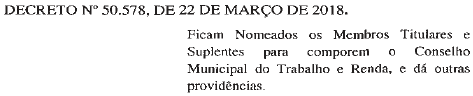 DECRETO Nº 50.578, DE 22 DE MARÇO DE 2018.
Ficam Nomeados os Membros Titulares e
Suplentes para comporem o Conselho
Municipal do Trabalho e Renda, e dá outras
providências.